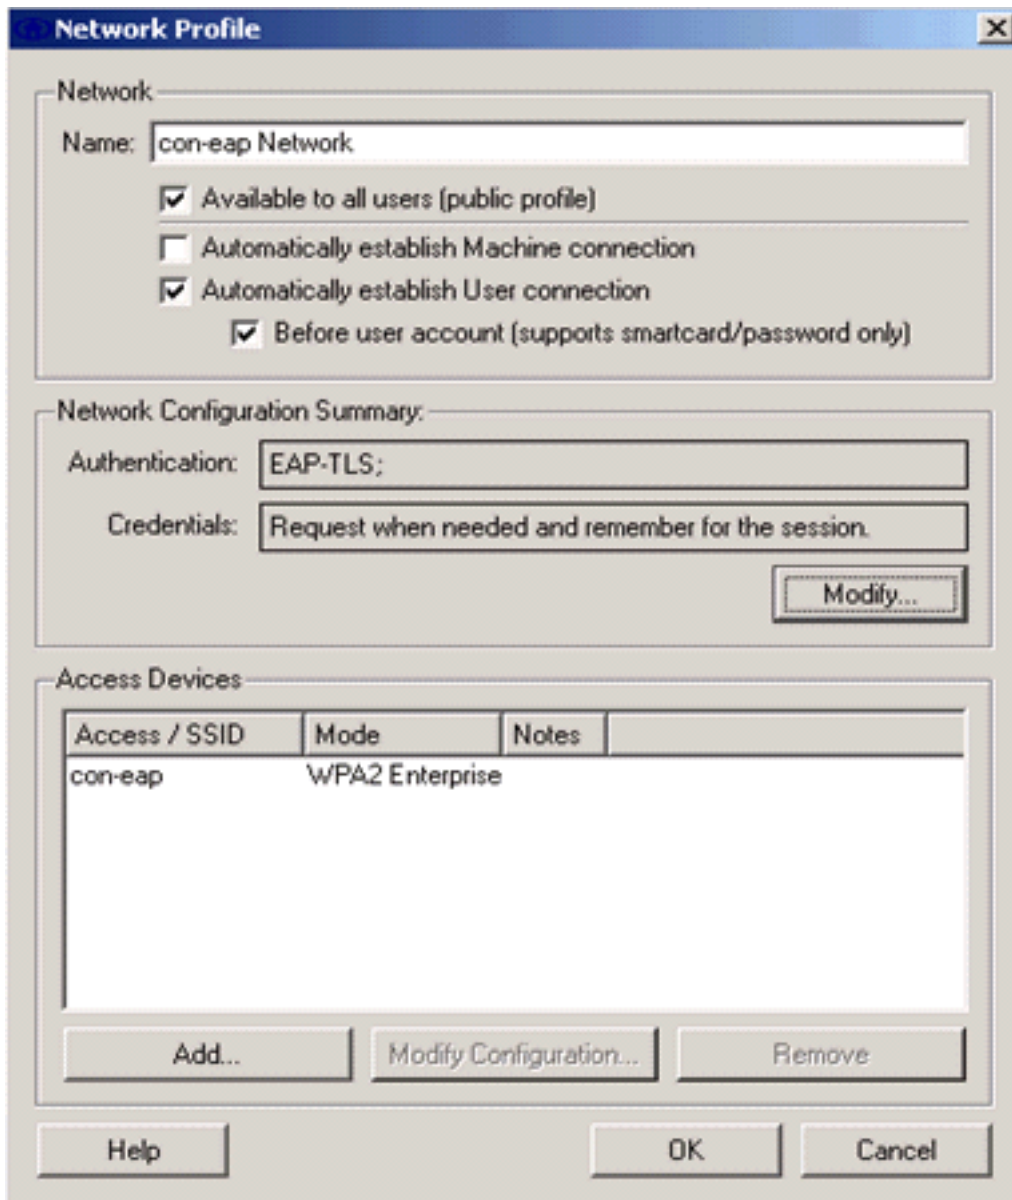 Network Profile
Network
Name: con-eap Network
Available to all users (public profile)
Automatically establish Machine connection
Automatically establish User connection
Before user account (supports smartcard/password only)
Network Configuration Summary:
Authentication: EAP-TLS;
Credentials: Request when needed and remember for the session.
Modify...
Access Devices
Access / SSID Mode Notes
con-eap WPA2 Enterprise
Add... Modify Configuration... Remove
Help OK Cancel